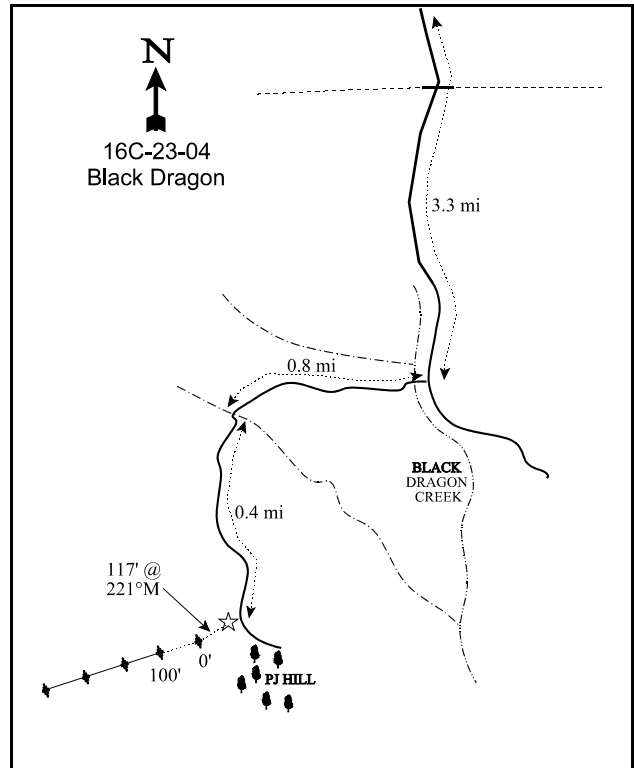 N
16C-23-04
Black Dragon
3.3 mi
0.8 mi
BLACK
DRAGON
CREEK
0.4 mi
117' @
221°M
0'
100'
PJ HILL